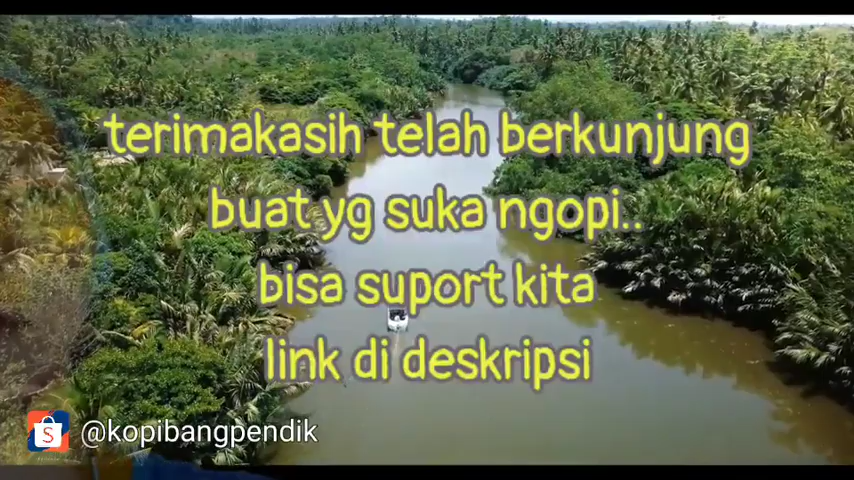 terimakasih telah berkunjung
buat yg suka ngopi..
bisa suport kita
link di deskripsi
@kopibangpendik